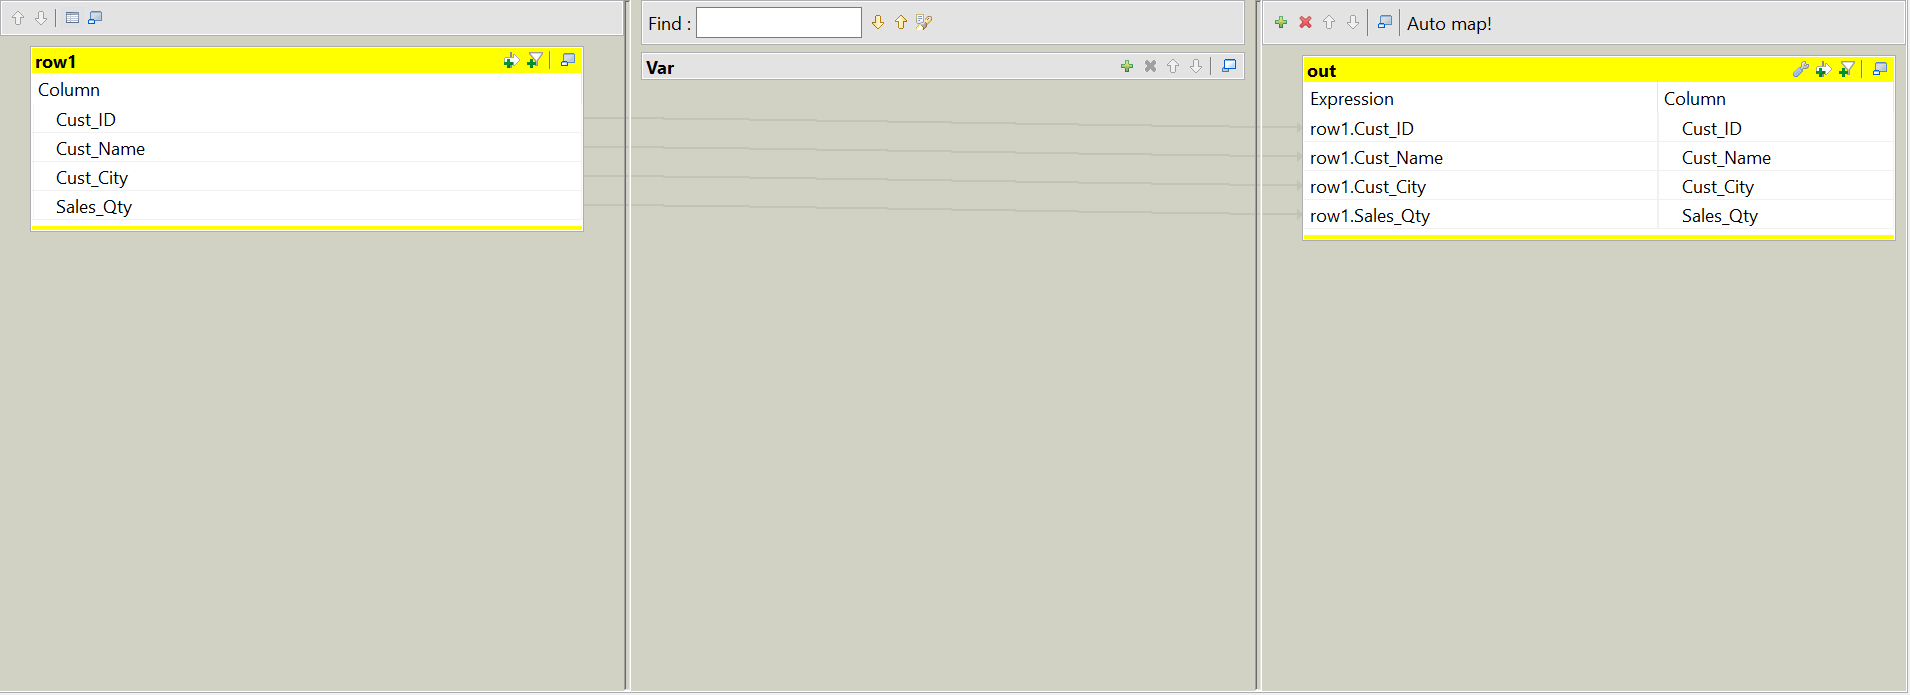 row1
Column
Cust_ID
Cust_Name
Cust_City
Sales_Qty
Find :
Var
Auto map!
out
Expression Column
row1.Cust_ID Cust_ID
row1.Cust_Name Cust_Name
row1.Cust_City Cust_City
row1.Sales_Qty Sales_Qty